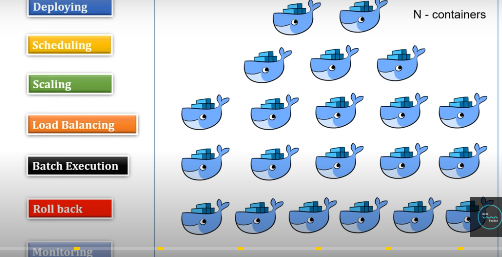 Deploying
N - containers
Scheduling
Scaling
Load Balancing
Batch Execution
Roll back
Monitoring